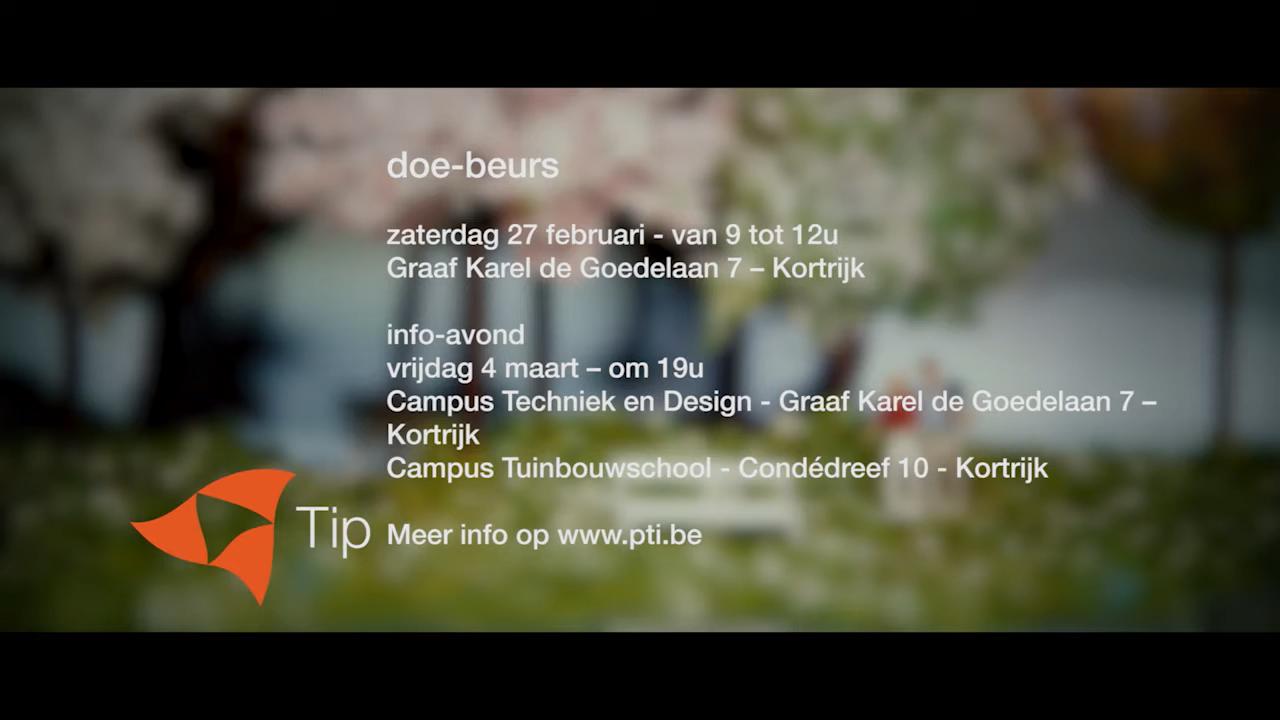 doe-beurs
zaterdag 27 februari - van 9 tot 12u
Graaf Karel de Goedelaan 7 – Kortrijk
info-avond
vrijdag 4 maart – om 19u
Campus Techniek en Design - Graaf Karel de Goedelaan 7 –
Kortrijk
Campus Tuinbouwschool - Condédreef 10 - Kortrijk
Tip
Meer info op www.pti.be